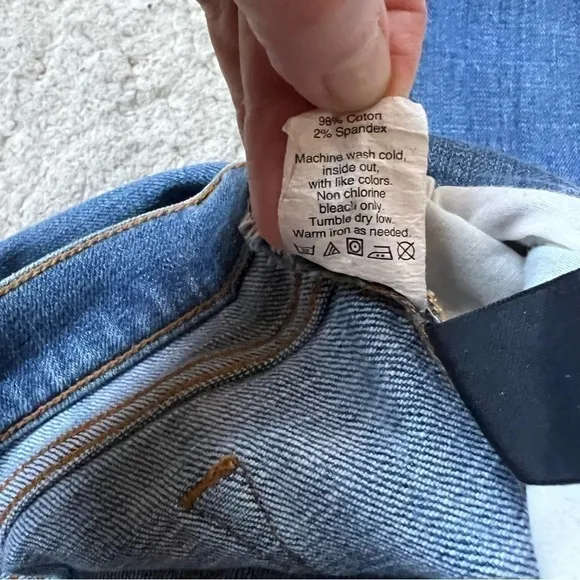 98% Coton
2% Spandex
Machine wash cold,
inside out,
with like colors.
Non chlorine
bleach only.
Tumble dry low.
Warm iron as needed.